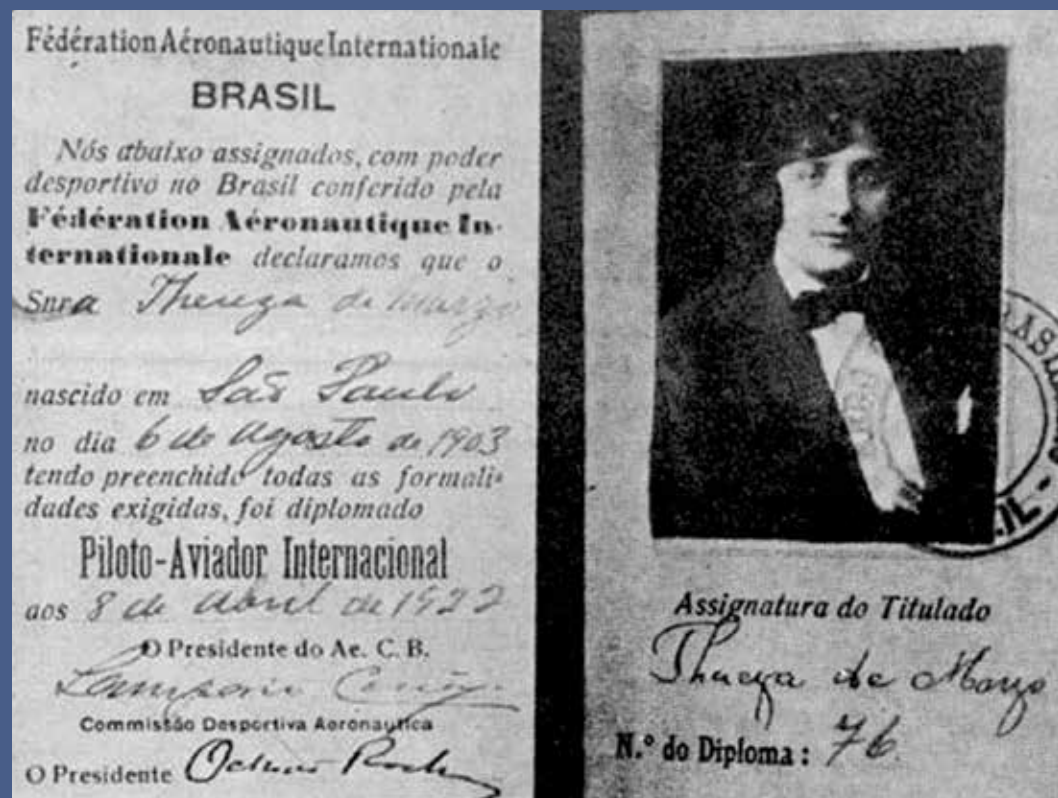 Fédération Aéronautique Internationale
BRASIL
Nós abaixo assignados, com poder
desportivo no Brasil conferido pela
Fédération Aéronautique In-
ternationale declaramos que o
Snra Thereza de Marzo
nascido em São Paulo
no dia 6 de Agosto de 1903
tendo preenchido todas as formali-
dades exigidas, foi diplomado
Piloto-Aviador Internacional
aos 8 de Abril de 1922
O Presidente do Ae. C. B.
Commissão Desportiva Aeronautica
O Presidente
Assignatura do Titulado
Thereza de Marzo
N.º do Diploma: 76